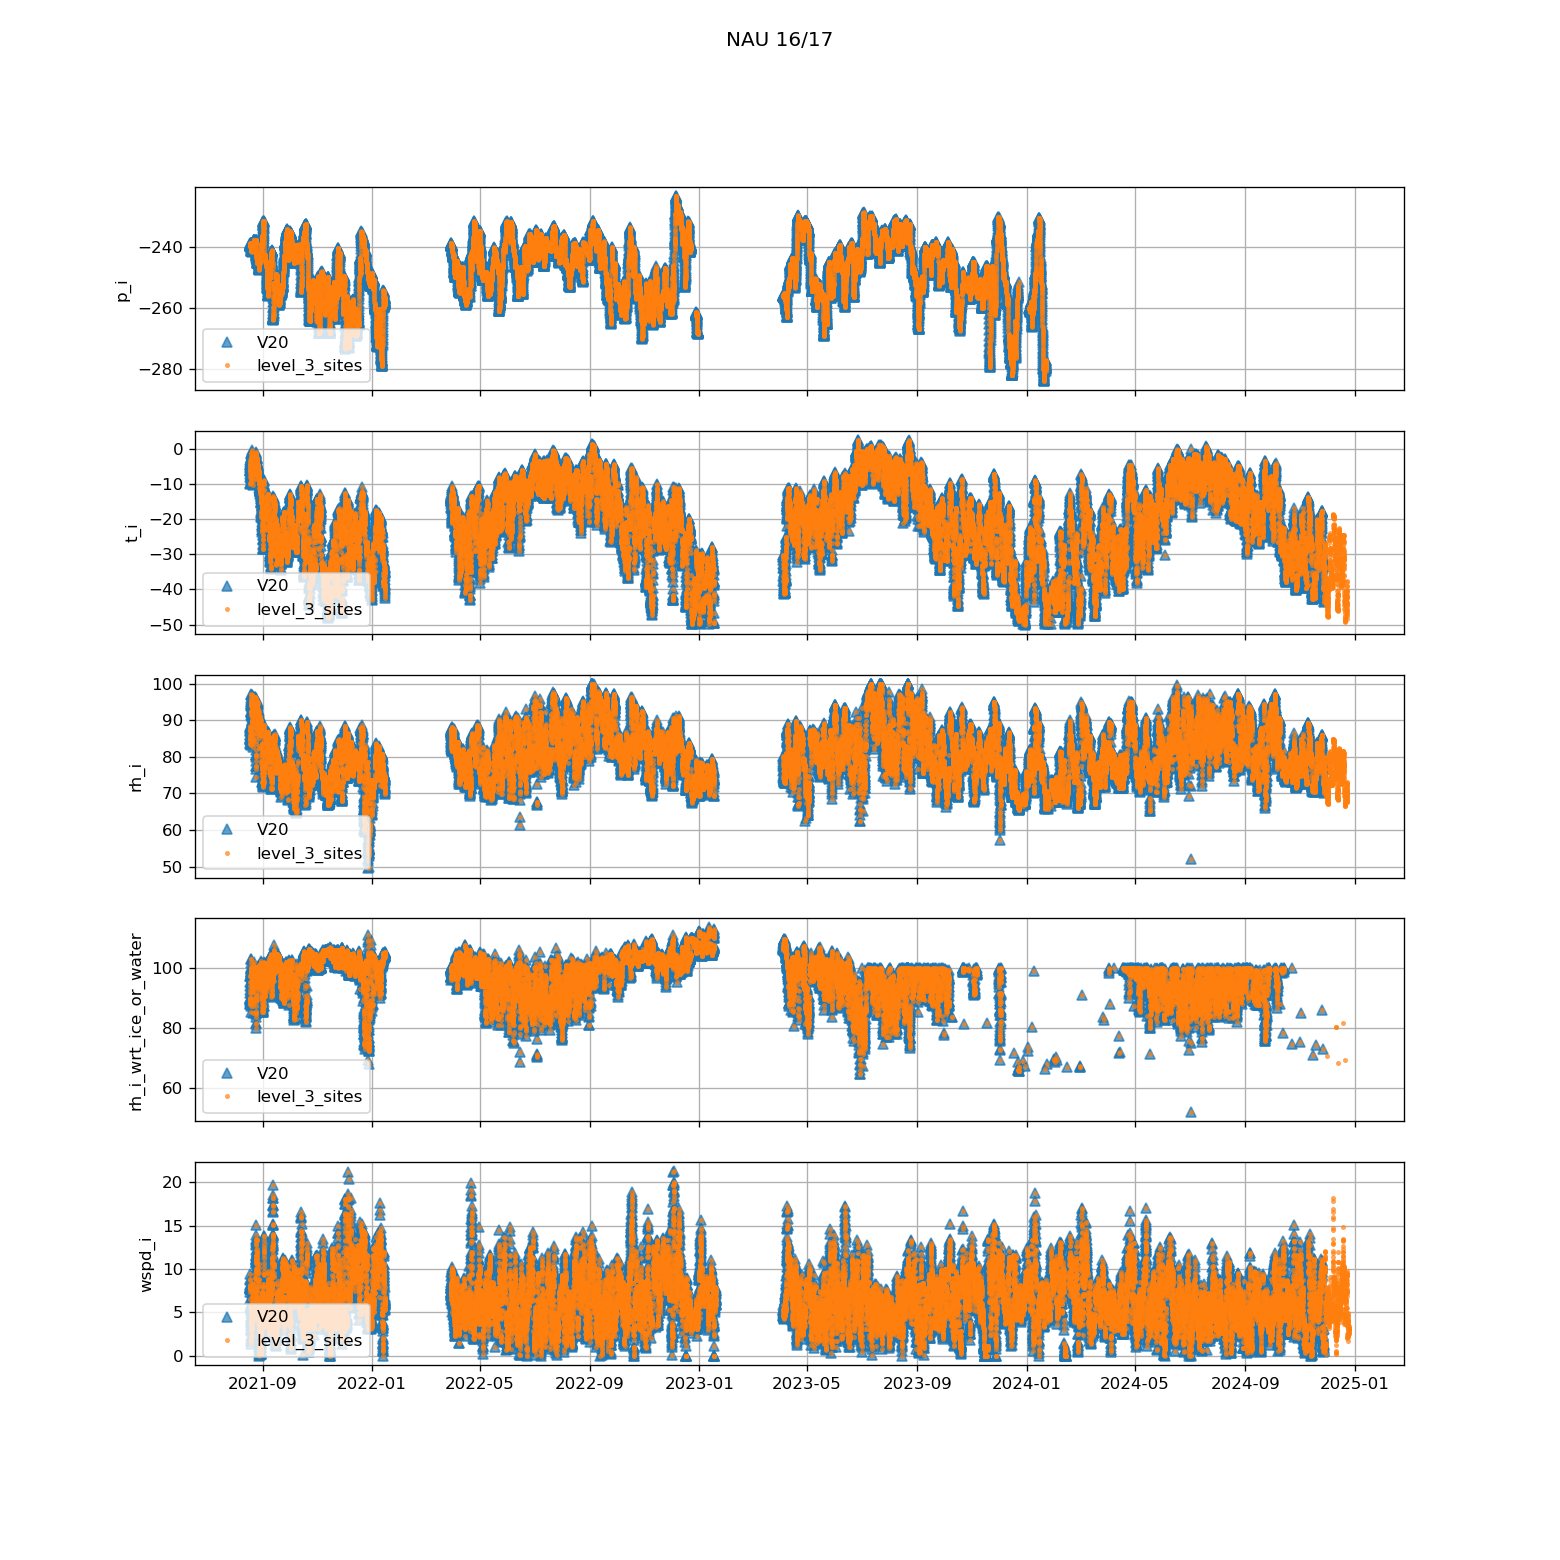 NAU 16/17
p_i
−240
−260
−280
V20
level_3_sites
t_i
0
−10
−20
−30
−40
−50
V20
level_3_sites
rh_i
100
90
80
70
60
50
V20
level_3_sites
rh_i_wrt_ice_or_water
100
80
60
V20
level_3_sites
wspd_i
20
15
10
5
0
V20
level_3_sites
2021-09 2022-01 2022-05 2022-09 2023-01 2023-05 2023-09 2024-01 2024-05 2024-09 2025-01